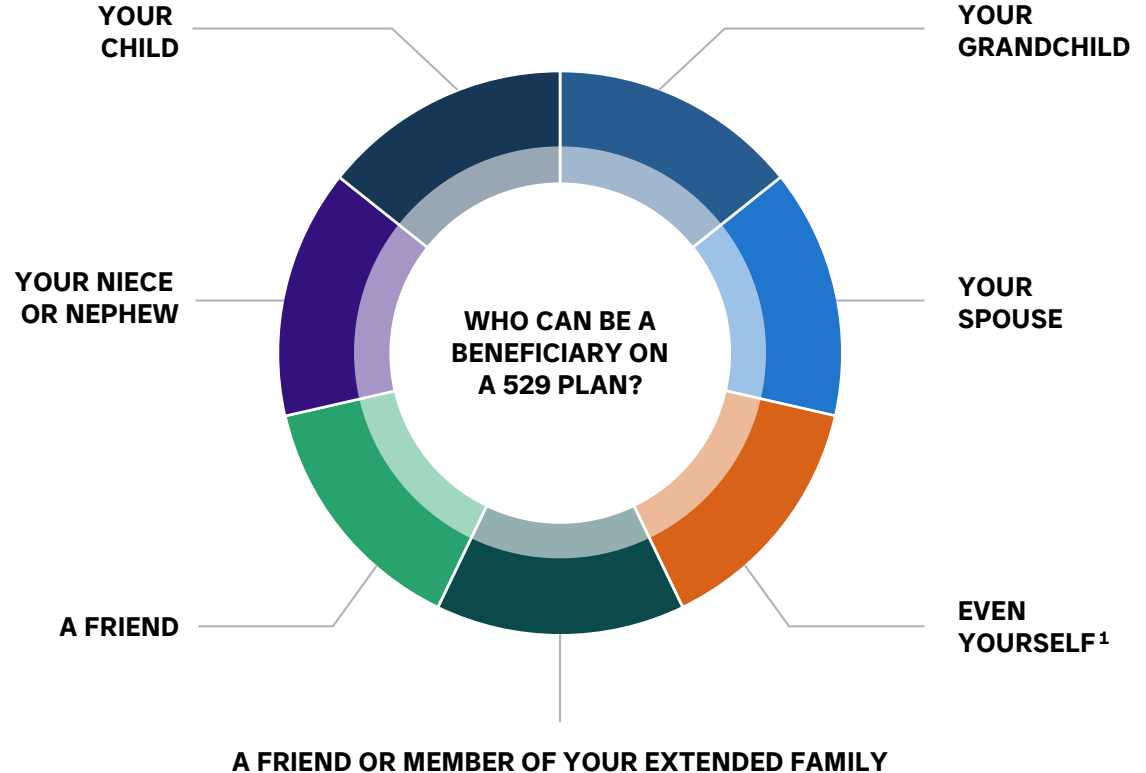 YOUR
CHILD
YOUR
GRANDCHILD
YOUR NIECE
OR NEPHEW
WHO CAN BE A
BENEFICIARY ON
A 529 PLAN?
YOUR
SPOUSE
A FRIEND
EVEN
YOURSELF¹
A FRIEND OR MEMBER OF YOUR EXTENDED FAMILY